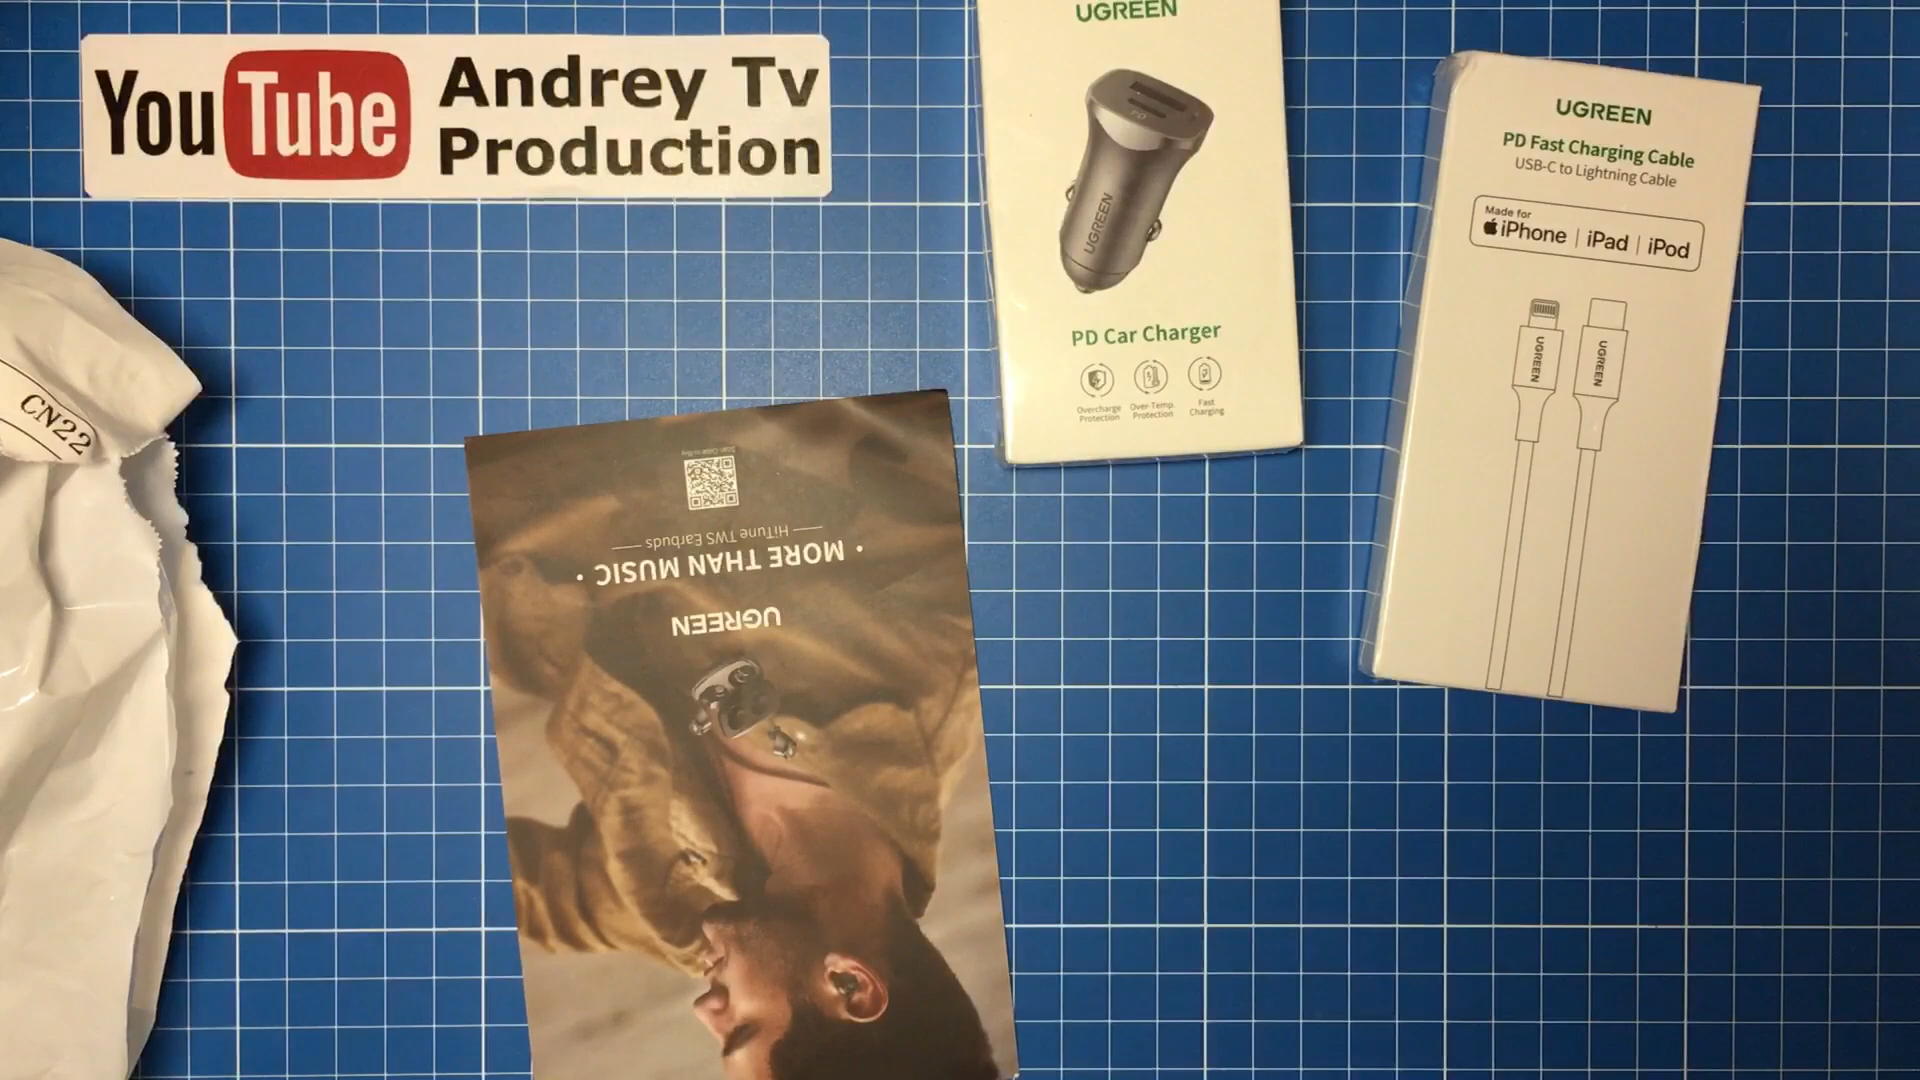 YouTube
Andrey Tv
Production
UGREEN
PD
UGREEN
PD Car Charger
Overcharge
Protection
Over-Temp
Protection
Fast
Charging
UGREEN
PD Fast Charging Cable
USB-C to Lightning Cable
Made for
iPhone | iPad | iPod
UGREEN
UGREEN
CN22
UGREEN
• MORE THAN MUSIC •
HiTune TWS Earbuds